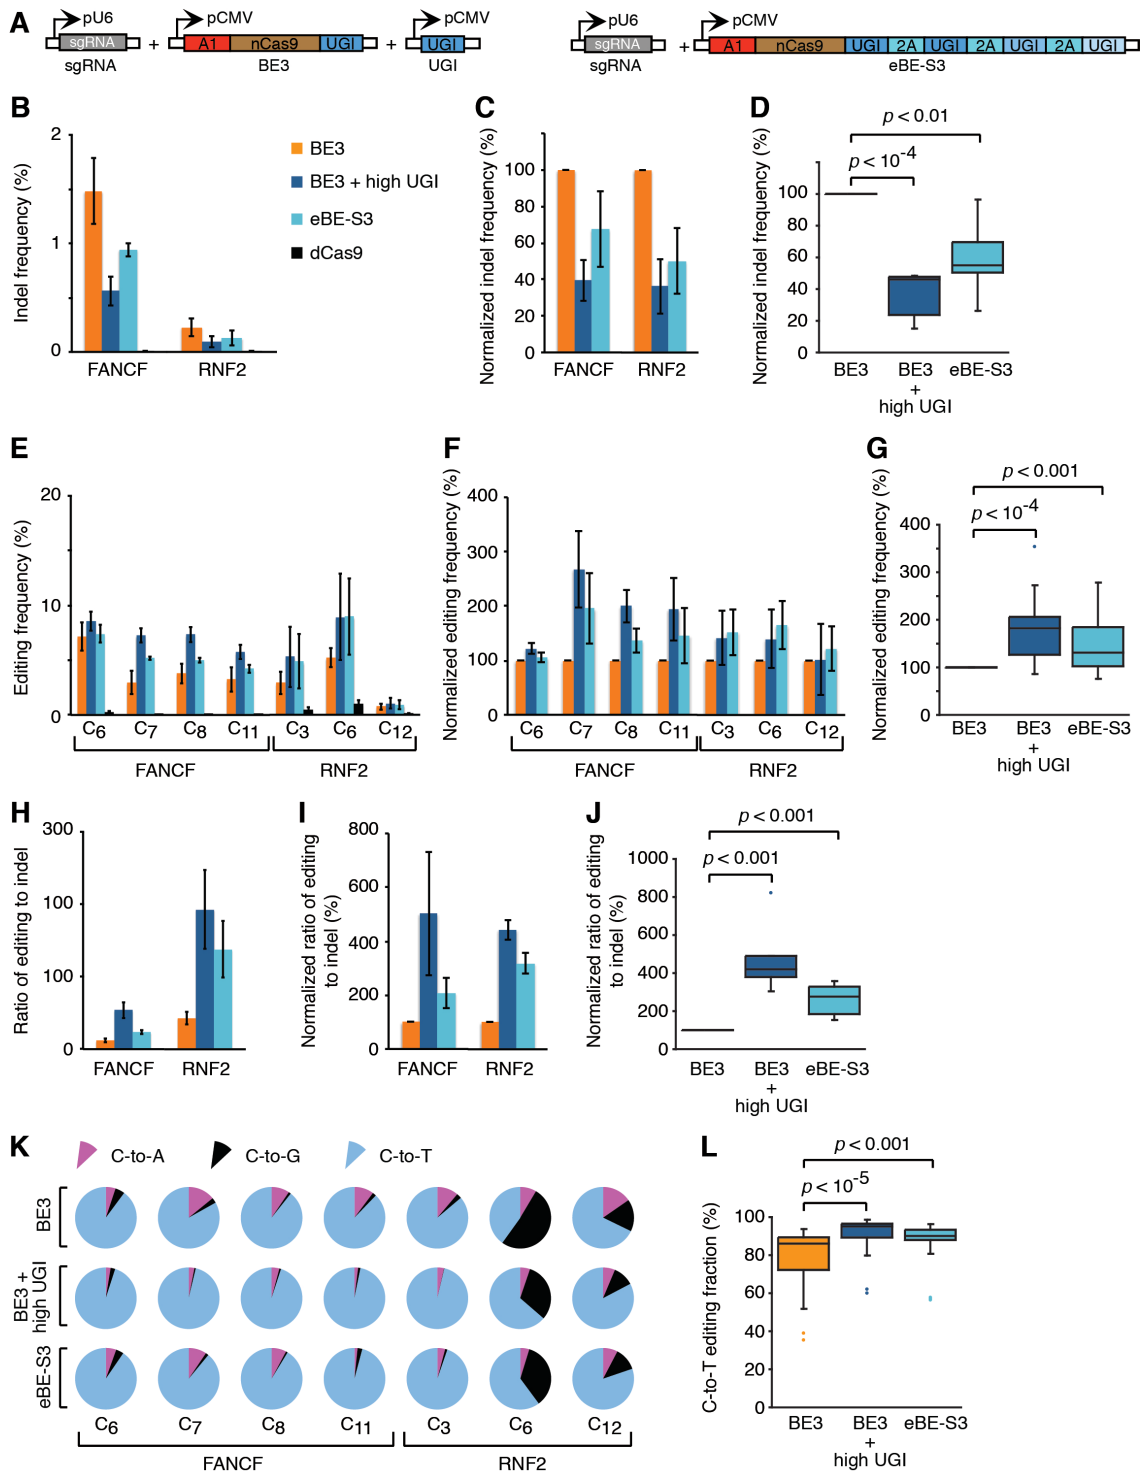 A
pU6
pCMV
pCMV
pU6
pCMV
sgRNA
+
A1
nCas9
UGI
+
UGI
sgRNA
+
A1
nCas9
UGI
2A
UGI
2A
UGI
2A
UGI
sgRNA
BE3
UGI
sgRNA
eBE-S3
B
Indel frequency (%)
2
1
0
FANCF
RNF2
BE3
BE3 + high UGI
eBE-S3
dCas9
C
Normalized indel frequency (%)
100
80
60
40
20
0
FANCF
RNF2
D
p < 0.01
p < 10-4
Normalized indel frequency (%)
100
80
60
40
20
0
BE3
BE3
+
high UGI
eBE-S3
E
Editing frequency (%)
20
10
0
C6
C7
C8
C11
C3
C6
C12
FANCF
RNF2
F
Normalized editing frequency (%)
400
300
200
100
0
C6
C7
C8
C11
C3
C6
C12
FANCF
RNF2
G
p < 0.001
p < 10-4
Normalized editing frequency (%)
400
300
200
100
0
BE3
BE3
+
high UGI
eBE-S3
H
Ratio of editing to indel
300
100
100
0
FANCF
RNF2
I
Normalized ratio of editing
to indel (%)
800
600
400
200
0
FANCF
RNF2
J
p < 0.001
p < 0.001
Normalized ratio of editing
to indel (%)
1000
800
600
400
200
0
BE3
BE3
+
high UGI
eBE-S3
K
C-to-A
C-to-G
C-to-T
BE3
BE3 +
high UGI
eBE-S3
C6
C7
C8
C11
C3
C6
C12
FANCF
RNF2
L
p < 0.001
p < 10-5
C-to-T editing fraction (%)
100
80
60
40
20
0
BE3
BE3
+
high UGI
eBE-S3